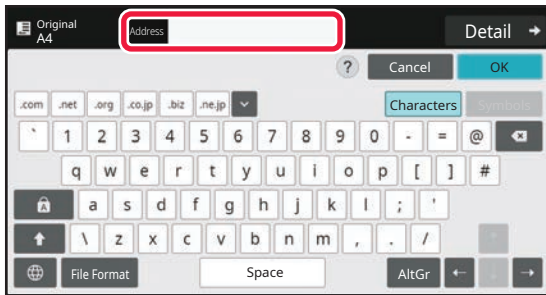 Original
A4
Address
Detail →
?
Cancel
OK
.com .net .org .co.jp .biz .ne.jp
Characters
Symbols
` 1 2 3 4 5 6 7 8 9 0 - = @
q w e r t y u i o p [ ] #
A
a s d f g h j k l ; '
\ z x c v b n m , . /
File Format
Space
AltGr
← ↓ →